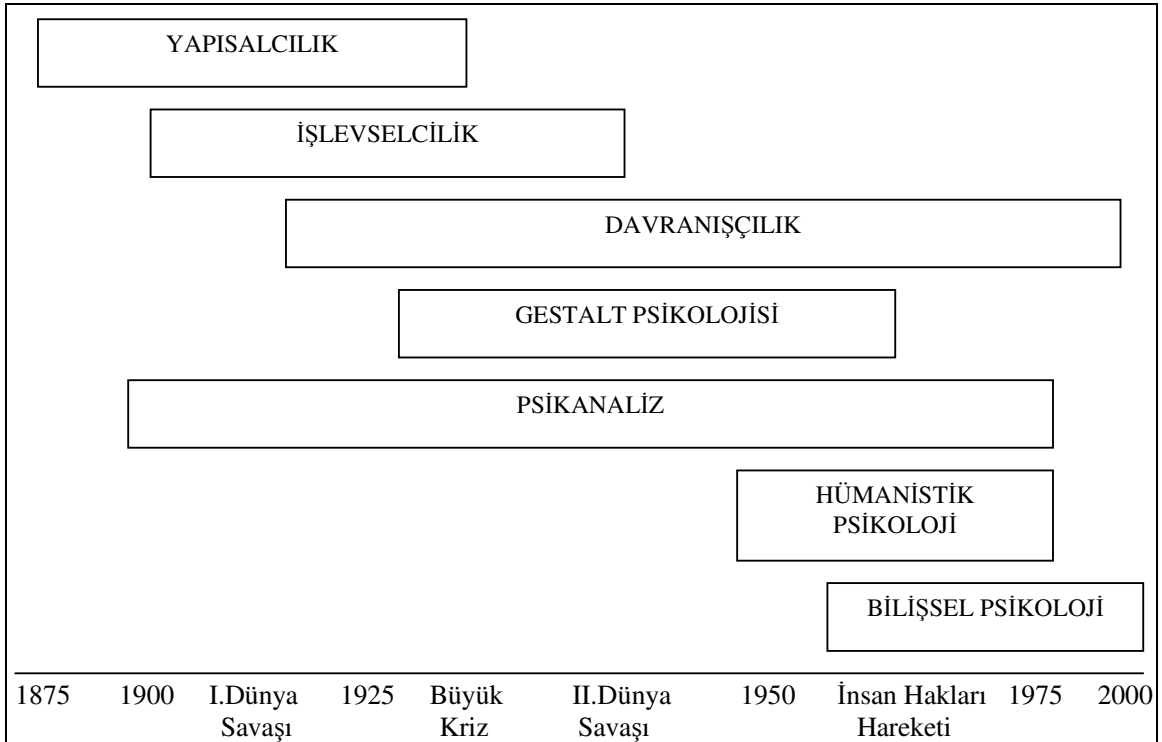 YAPISALCILIK
İŞLEVSELCİLİK
DAVRANIŞÇILIK
GESTALT PSİKOLOJİSİ
PSİKANALİZ
HÜMANİSTİK
PSİKOLOJİ
BİLİŞSEL PSİKOLOJİ
1875 1900 I.Dünya 1925 Büyük II.Dünya 1950 İnsan Hakları 1975 2000
Savaşı Kriz Savaşı Hareketi